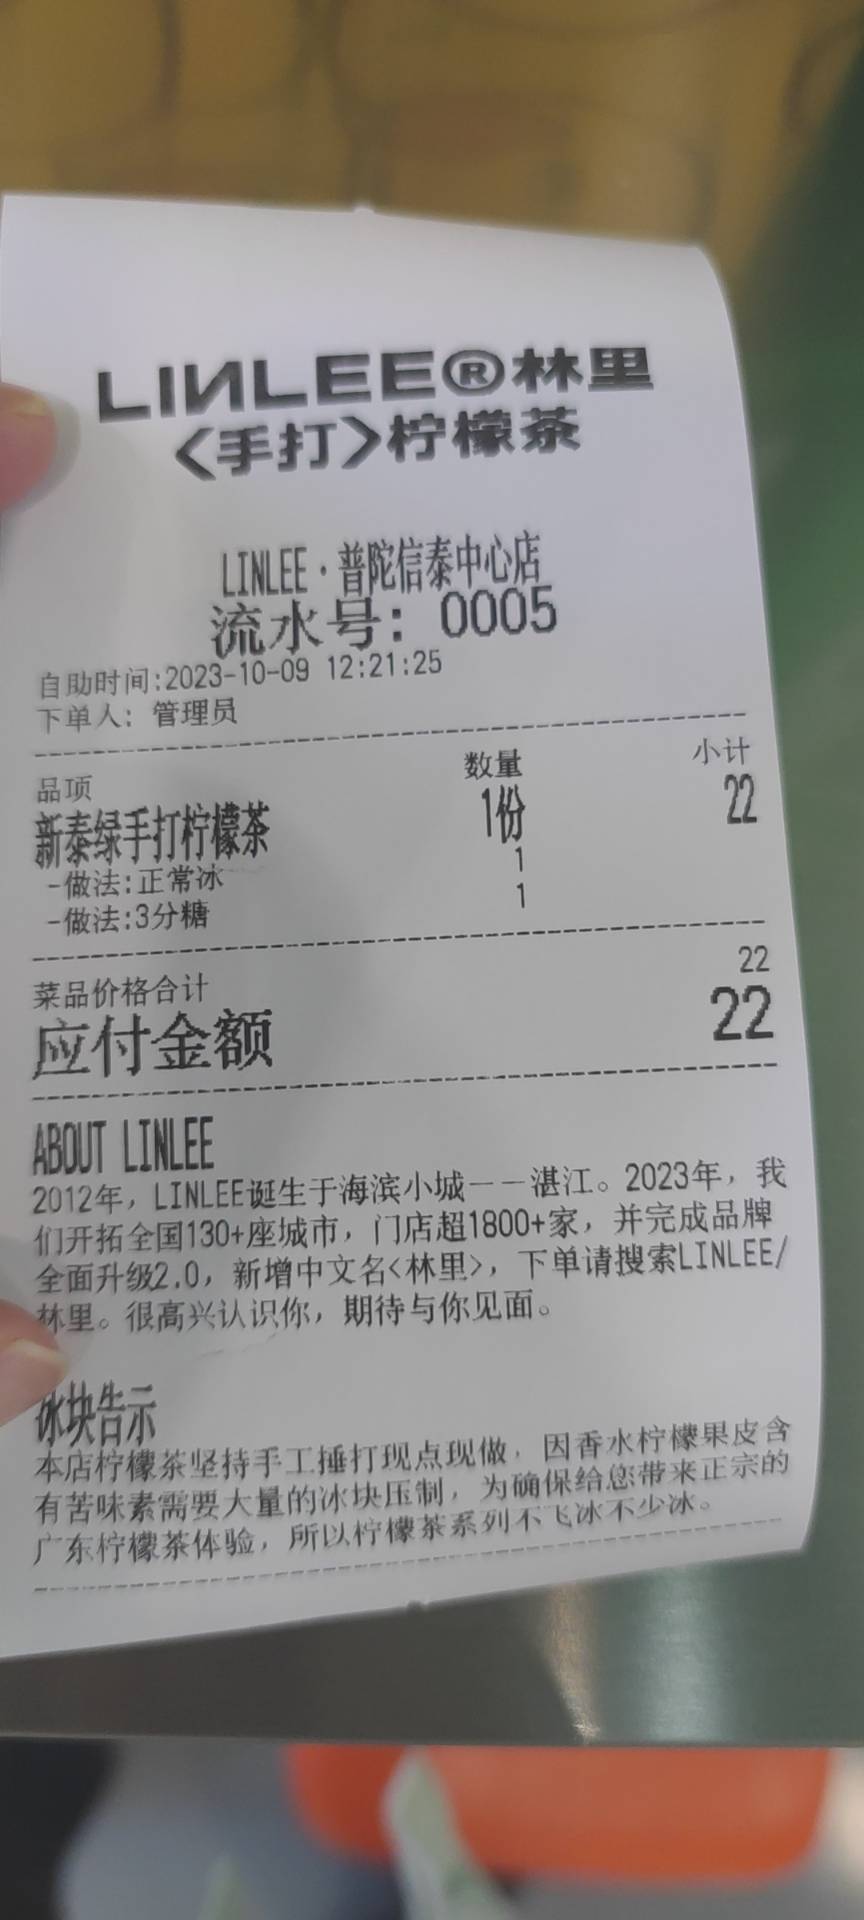 LINLEE®林里
<手打>柠檬茶
LINLEE·普陀信泰中心店
流水号: 0005
自助时间:2023-10-09 12:21:25
下单人: 管理员
品项 数量 小计
新泰绿手打柠檬茶 1份 22
-做法:正常冰 1
-做法:3分糖 1
菜品价格合计 22
应付金额 22
ABOUT LINLEE
2012年，LINLEE诞生于海滨小城——湛江。2023年，我
们开拓全国130+座城市，门店超1800+家，并完成品牌
全面升级2.0，新增中文名<林里>，下单请搜索LINLEE/
林里。很高兴认识你，期待与你见面。
冰块告示
本店柠檬茶坚持手工捶打现点现做，因香水柠檬果皮含
有苦味素需要大量的冰块压制，为确保给您带来正宗的
广东柠檬茶体验，所以柠檬茶系列不飞冰不少冰。